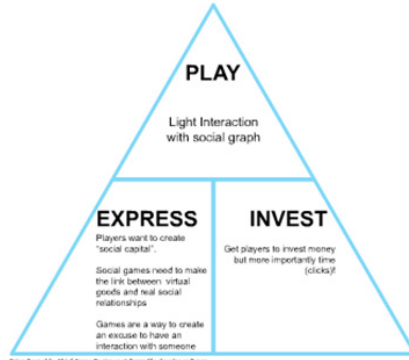 PLAY
Light Interaction
with social graph
EXPRESS
Players want to create
"social capital".
Social games need to make
the link between virtual
goods and real social
relationships
Games are a way to create
an excuse to have an
interaction with someone
INVEST
Get players to invest money
but more importantly time
(clicks)!